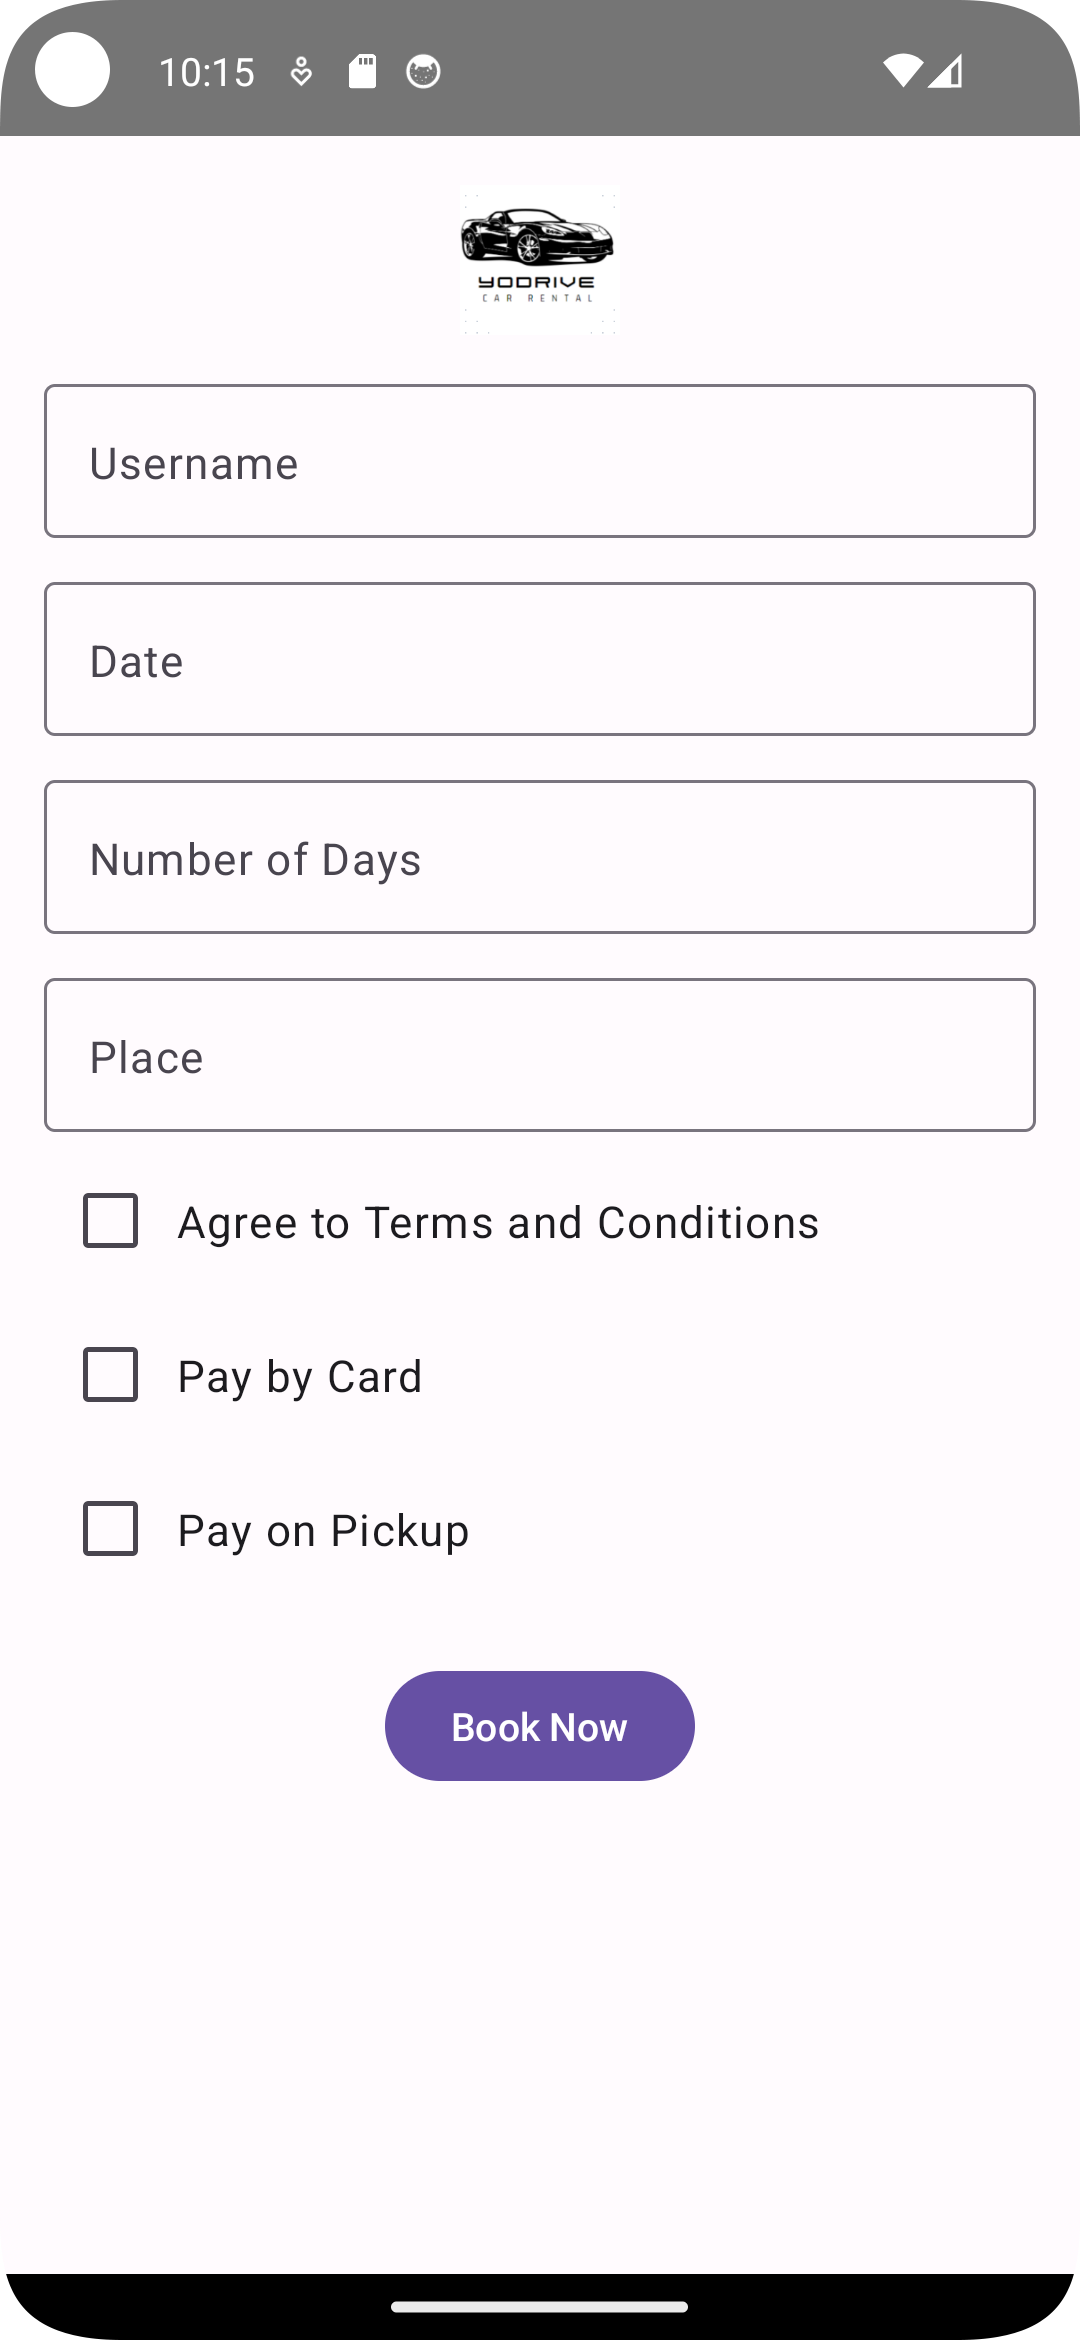 10:15
YODRIVE
CAR RENTAL
Username
Date
Number of Days
Place
Agree to Terms and Conditions
Pay by Card
Pay on Pickup
Book Now